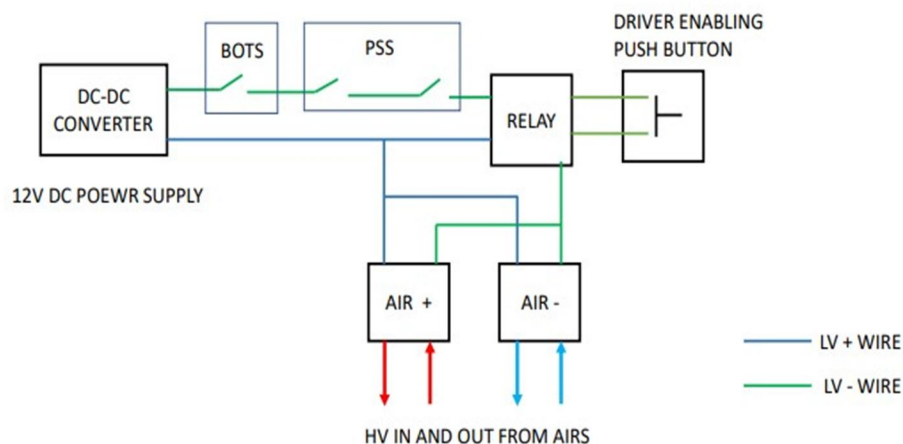 DRIVER ENABLING
PUSH BUTTON
BOTS
PSS
DC-DC
CONVERTER
RELAY
12V DC POEWR SUPPLY
AIR +
AIR -
LV + WIRE
LV - WIRE
HV IN AND OUT FROM AIRS